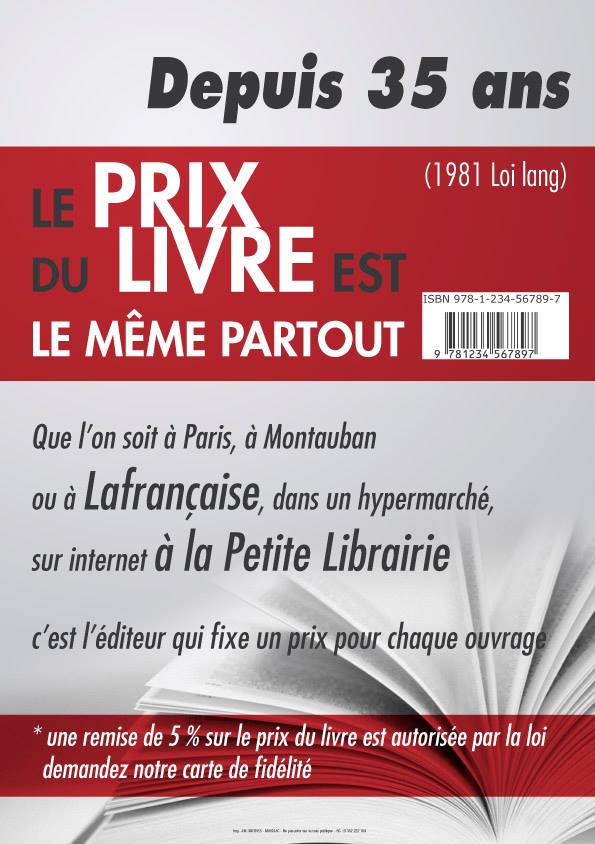 Depuis 35 ans
(1981 Loi lang)
LE PRIX
DU LIVRE EST
LE MÊME PARTOUT
ISBN 978-1-234-56789-7
9 781234 567897
Que l'on soit à Paris, à Montauban
ou à Lafrançaise, dans un hypermarché,
sur internet à la Petite Librairie
c'est l'éditeur qui fixe un prix pour chaque ouvrage
* une remise de 5 % sur le prix du livre est autorisée par la loi
demandez notre carte de fidélité